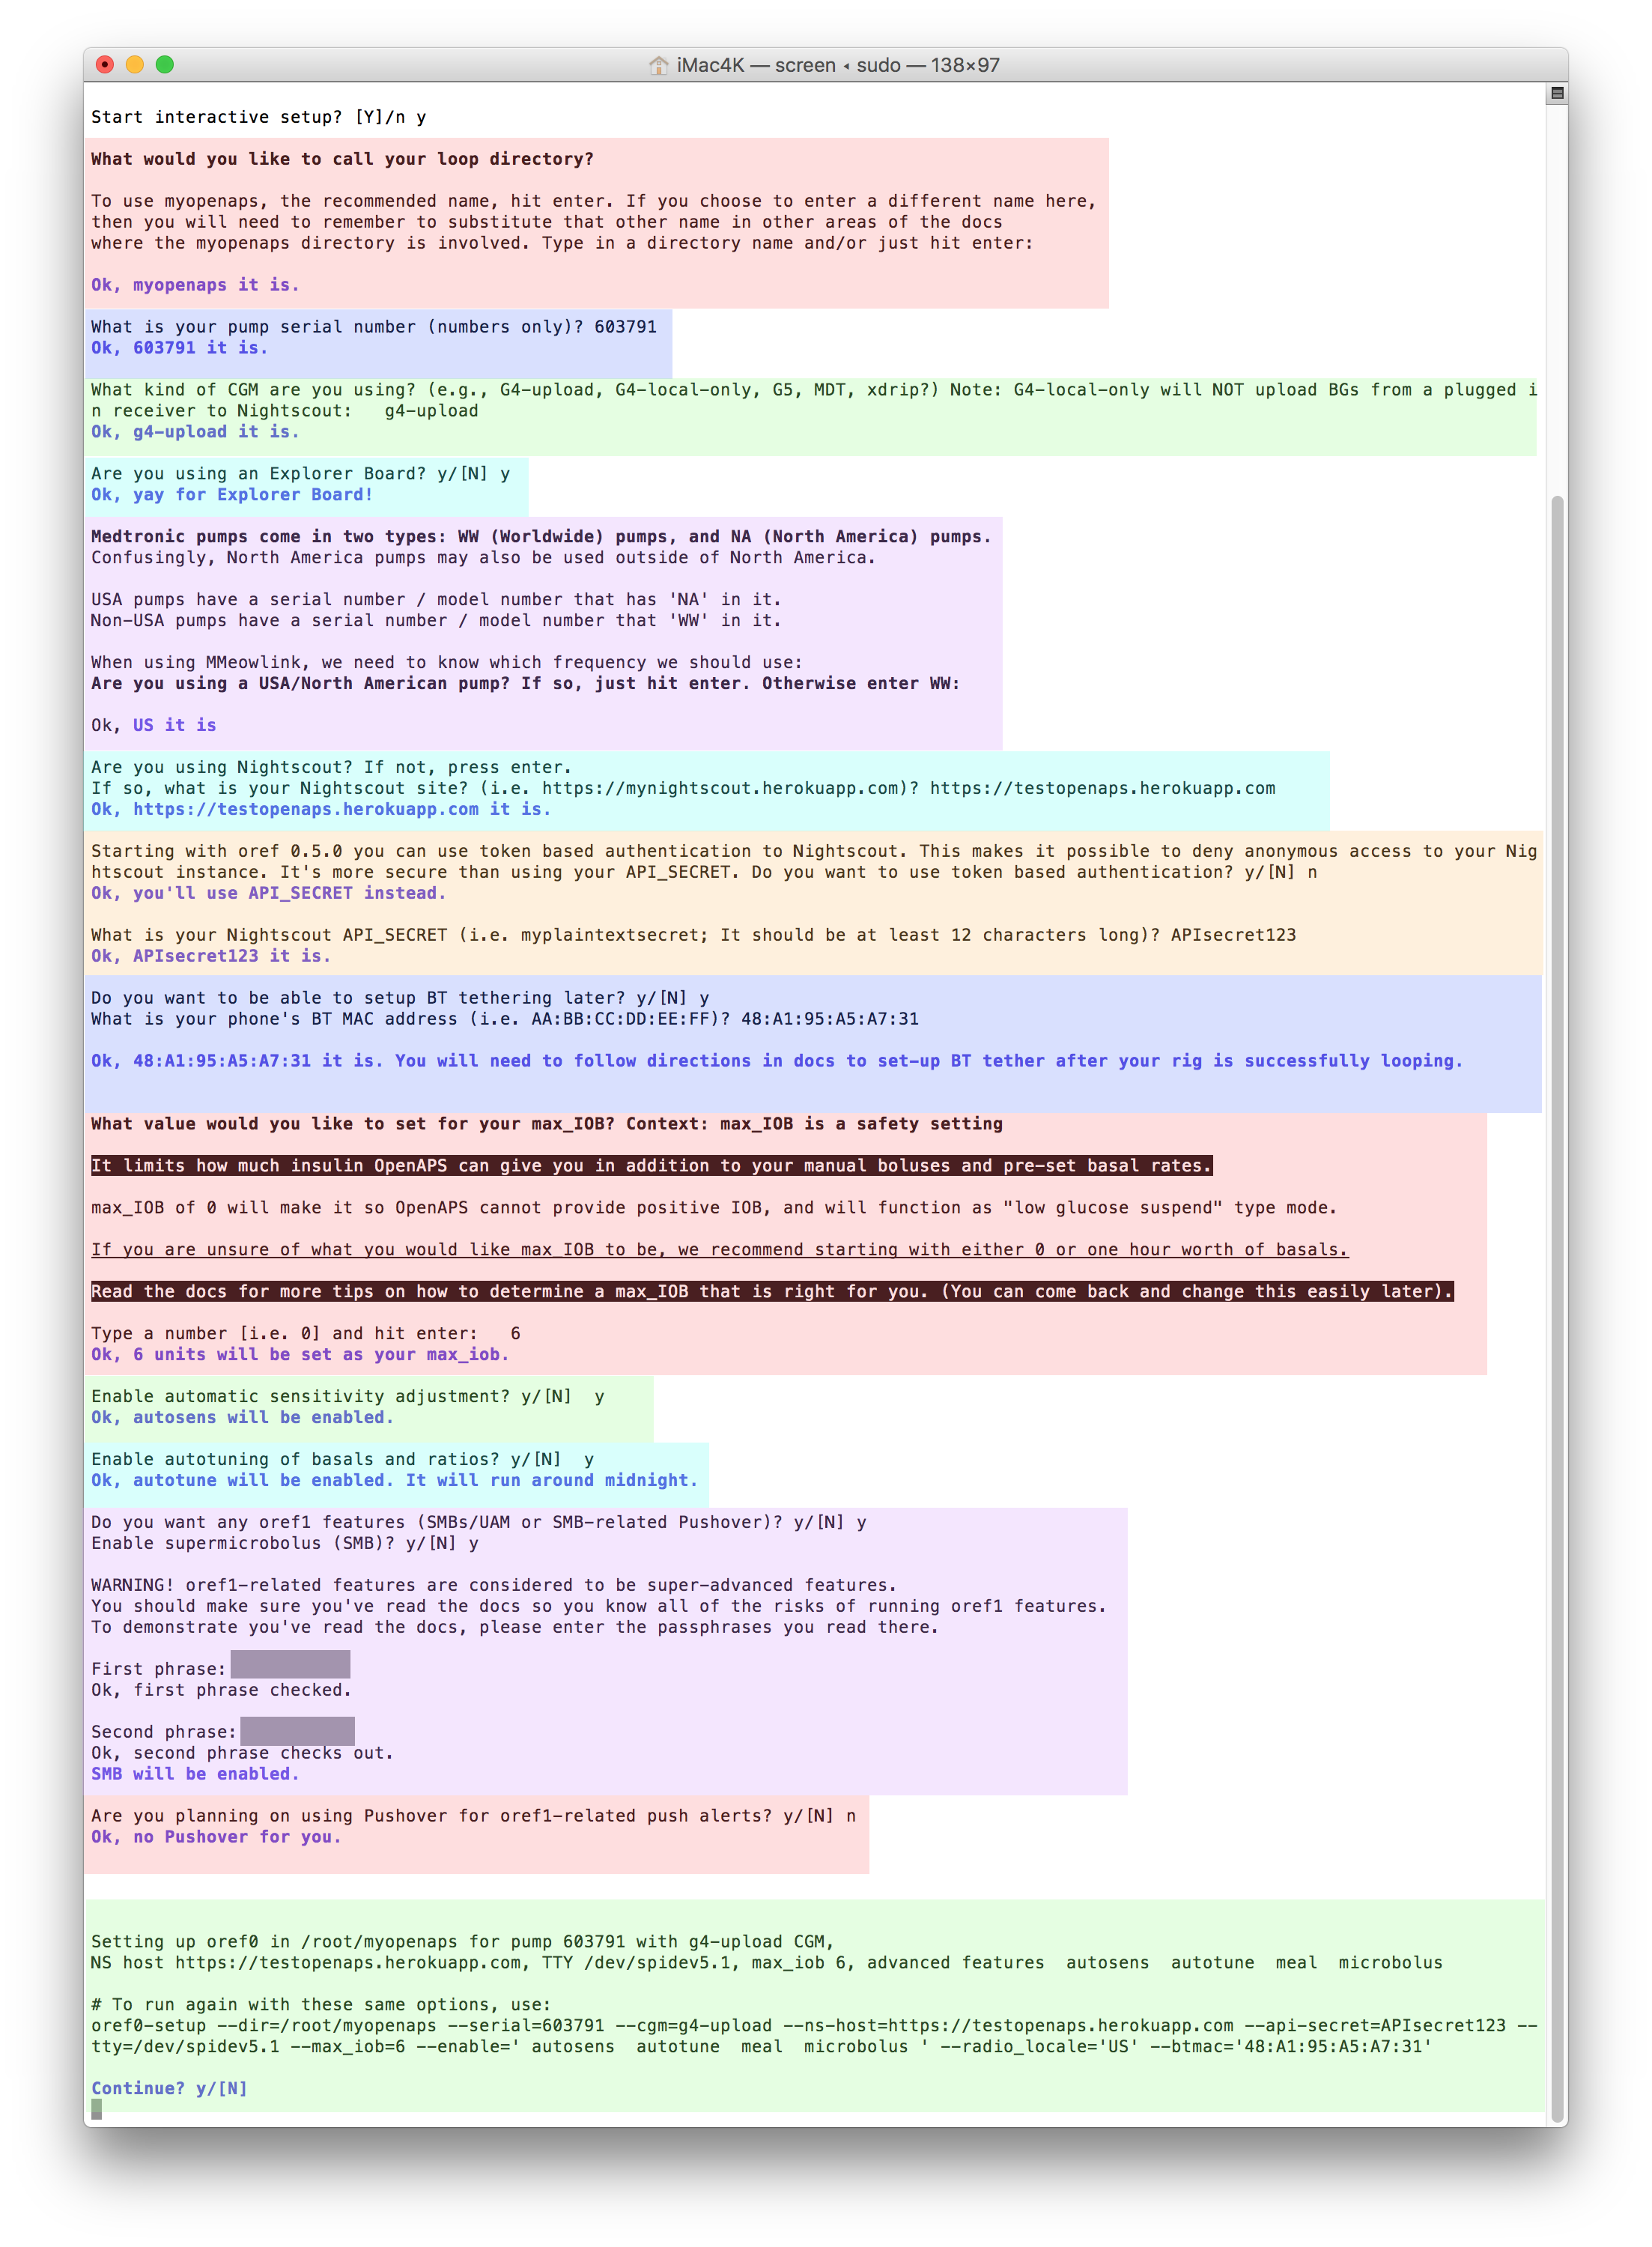 iMac4K — screen ◂ sudo — 138×97
Start interactive setup? [Y]/n y
What would you like to call your loop directory?
To use myopenaps, the recommended name, hit enter. If you choose to enter a different name here,
then you will need to remember to substitute that other name in other areas of the docs
where the myopenaps directory is involved. Type in a directory name and/or just hit enter:
Ok, myopenaps it is.
What is your pump serial number (numbers only)? 603791
Ok, 603791 it is.
What kind of CGM are you using? (e.g., G4-upload, G4-local-only, G5, MDT, xdrip?) Note: G4-local-only will NOT upload BGs from a plugged i
n receiver to Nightscout:   g4-upload
Ok, g4-upload it is.
Are you using an Explorer Board? y/[N] y
Ok, yay for Explorer Board!
Medtronic pumps come in two types: WW (Worldwide) pumps, and NA (North America) pumps.
Confusingly, North America pumps may also be used outside of North America.
USA pumps have a serial number / model number that has 'NA' in it.
Non-USA pumps have a serial number / model number that 'WW' in it.
When using MMeowlink, we need to know which frequency we should use:
Are you using a USA/North American pump? If so, just hit enter. Otherwise enter WW:
Ok, US it is
Are you using Nightscout? If not, press enter.
If so, what is your Nightscout site? (i.e. https://mynightscout.herokuapp.com)? https://testopenaps.herokuapp.com
Ok, https://testopenaps.herokuapp.com it is.
Starting with oref 0.5.0 you can use token based authentication to Nightscout. This makes it possible to deny anonymous access to your Nig
htscout instance. It's more secure than using your API_SECRET. Do you want to use token based authentication? y/[N] n
Ok, you'll use API_SECRET instead.
What is your Nightscout API_SECRET (i.e. myplaintextsecret; It should be at least 12 characters long)? APIsecret123
Ok, APIsecret123 it is.
Do you want to be able to setup BT tethering later? y/[N] y
What is your phone's BT MAC address (i.e. AA:BB:CC:DD:EE:FF)? 48:A1:95:A5:A7:31
Ok, 48:A1:95:A5:A7:31 it is. You will need to follow directions in docs to set-up BT tether after your rig is successfully looping.
What value would you like to set for your max_IOB? Context: max_IOB is a safety setting
It limits how much insulin OpenAPS can give you in addition to your manual boluses and pre-set basal rates.
max_IOB of 0 will make it so OpenAPS cannot provide positive IOB, and will function as "low glucose suspend" type mode.
If you are unsure of what you would like max_IOB to be, we recommend starting with either 0 or one hour worth of basals.
Read the docs for more tips on how to determine a max_IOB that is right for you. (You can come back and change this easily later).
Type a number [i.e. 0] and hit enter:   6
Ok, 6 units will be set as your max_iob.
Enable automatic sensitivity adjustment? y/[N]  y
Ok, autosens will be enabled.
Enable autotuning of basals and ratios? y/[N]  y
Ok, autotune will be enabled. It will run around midnight.
Do you want any oref1 features (SMBs/UAM or SMB-related Pushover)? y/[N] y
Enable supermicrobolus (SMB)? y/[N] y
WARNING! oref1-related features are considered to be super-advanced features.
You should make sure you've read the docs so you know all of the risks of running oref1 features.
To demonstrate you've read the docs, please enter the passphrases you read there.
First phrase:
Ok, first phrase checked.
Second phrase:
Ok, second phrase checks out.
SMB will be enabled.
Are you planning on using Pushover for oref1-related push alerts? y/[N] n
Ok, no Pushover for you.
Setting up oref0 in /root/myopenaps for pump 603791 with g4-upload CGM,
NS host https://testopenaps.herokuapp.com, TTY /dev/spidev5.1, max_iob 6, advanced features  autosens  autotune  meal  microbolus
# To run again with these same options, use:
oref0-setup --dir=/root/myopenaps --serial=603791 --cgm=g4-upload --ns-host=https://testopenaps.herokuapp.com --api-secret=APIsecret123 --
tty=/dev/spidev5.1 --max_iob=6 --enable=' autosens  autotune  meal  microbolus ' --radio_locale='US' --btmac='48:A1:95:A5:A7:31'
Continue? y/[N]